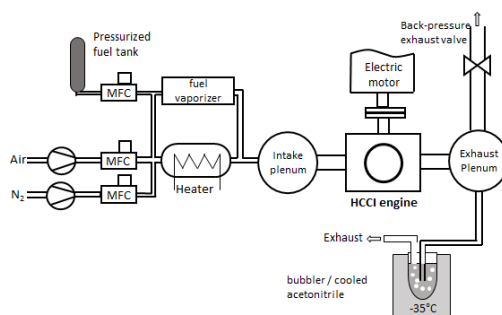 Pressurized
fuel tank
Back-pressure
exhaust valve
MFC
fuel
vaporizer
Electric
motor
Air
MFC
Heater
Intake
plenum
Exhaust
Plenum
N2
MFC
HCCI engine
Exhaust
bubbler / cooled
acetonitrile
-35°C